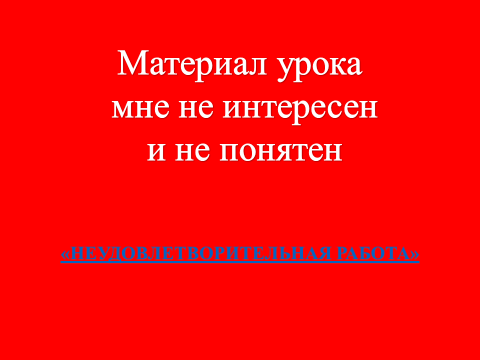 Материал урока
мне не интересен
и не понятен
«НЕУДОВЛЕТВОРИТЕЛЬНАЯ РАБОТА»